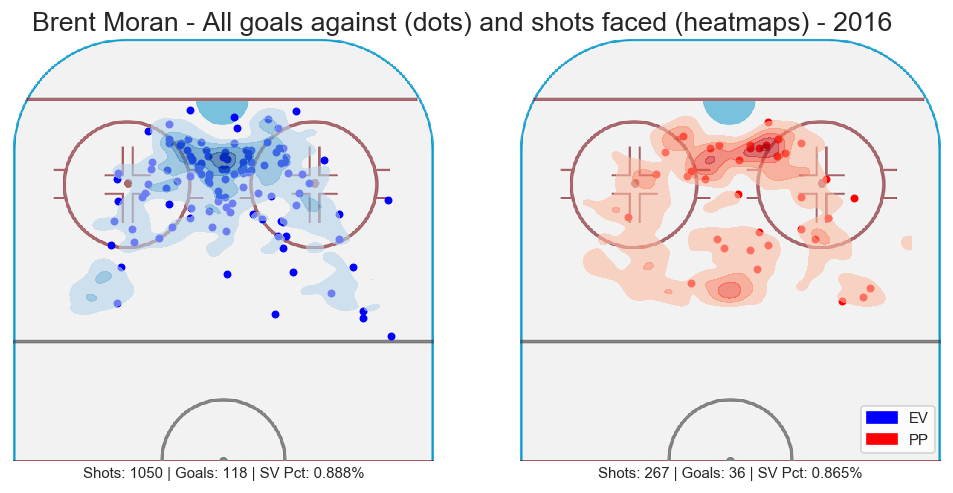 Brent Moran - All goals against (dots) and shots faced (heatmaps) - 2016
EV
PP
Shots: 1050 | Goals: 118 | SV Pct: 0.888%
Shots: 267 | Goals: 36 | SV Pct: 0.865%